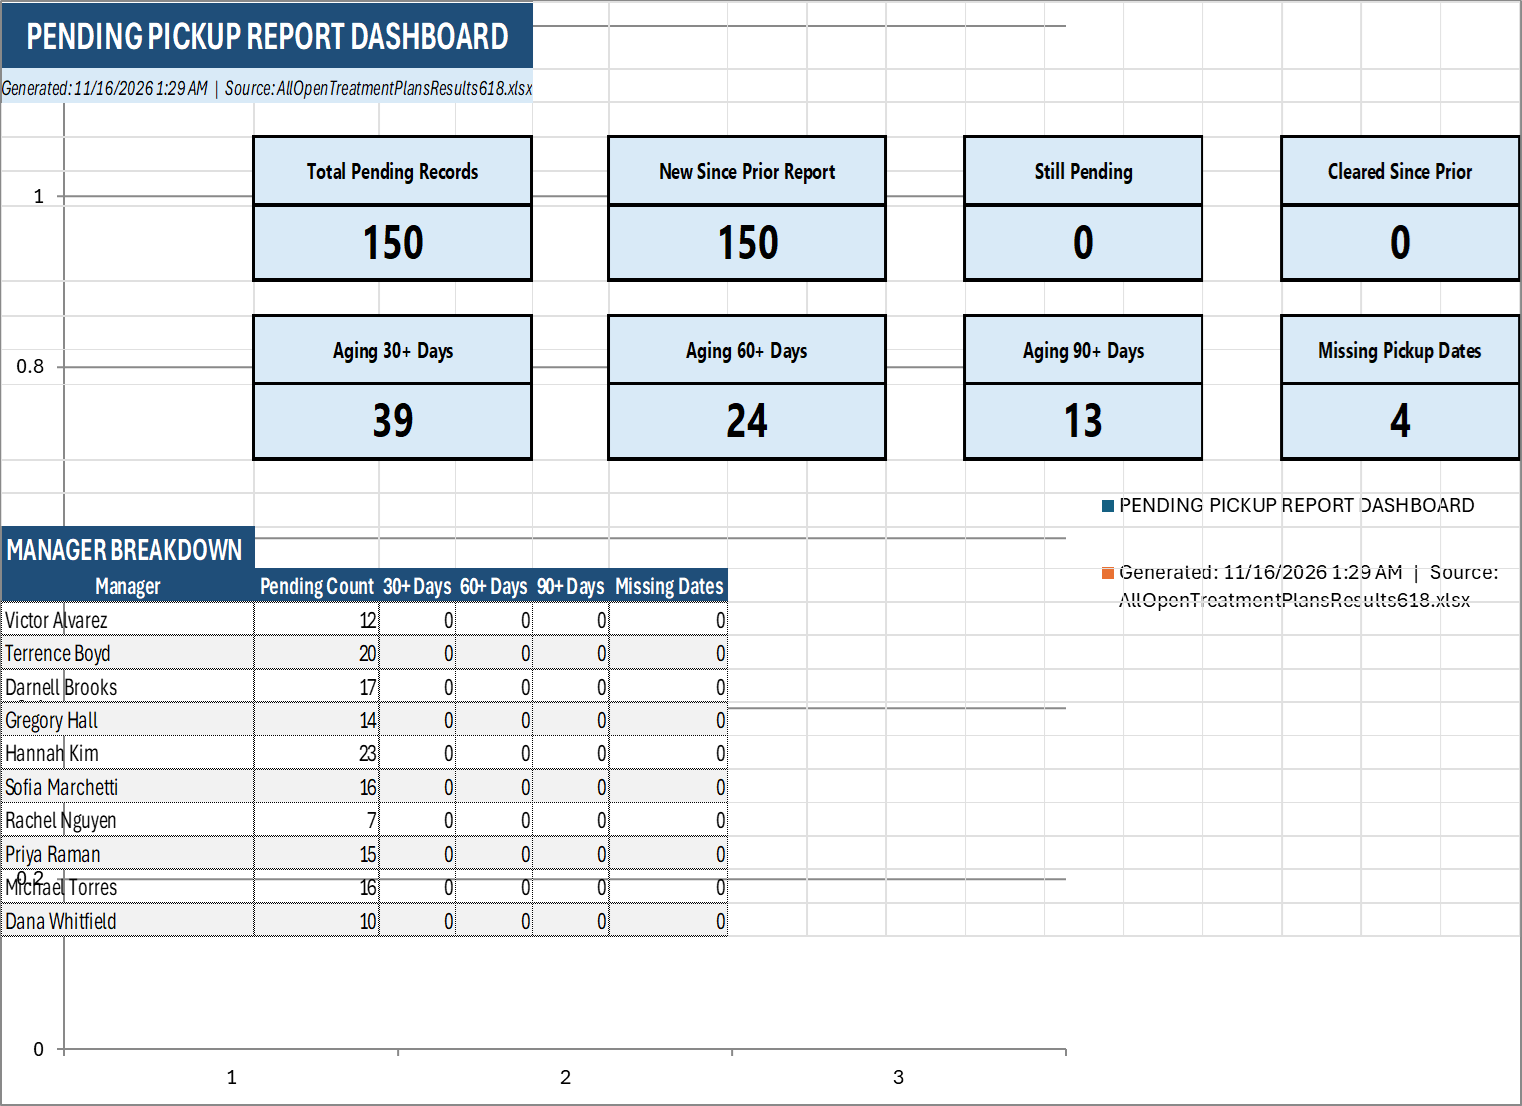 PENDING PICKUP REPORT DASHBOARD
Generated: 11/16/2026 1:29 AM | Source: AllOpenTreatmentPlansResults618.xlsx
Total Pending Records New Since Prior Report Still Pending Cleared Since Prior
1
150 150 0 0
Aging 30+ Days Aging 60+ Days Aging 90+ Days Missing Pickup Dates
0.8
39 24 13 4
PENDING PICKUP REPORT DASHBOARD
Generated: 11/16/2026 1:29 AM | Source:
AllOpenTreatmentPlansResults618.xlsx
MANAGER BREAKDOWN
Manager Pending Count 30+ Days 60+ Days 90+ Days Missing Dates
Victor Alvarez 12 0 0 0 0
Terrence Boyd 20 0 0 0 0
Darnell Brooks 17 0 0 0 0
Gregory Hall 14 0 0 0 0
Hannah Kim 23 0 0 0 0
Sofia Marchetti 16 0 0 0 0
Rachel Nguyen 7 0 0 0 0
Priya Raman 15 0 0 0 0
0.2
Michael Torres 16 0 0 0 0
Dana Whitfield 10 0 0 0 0
0
1 2 3